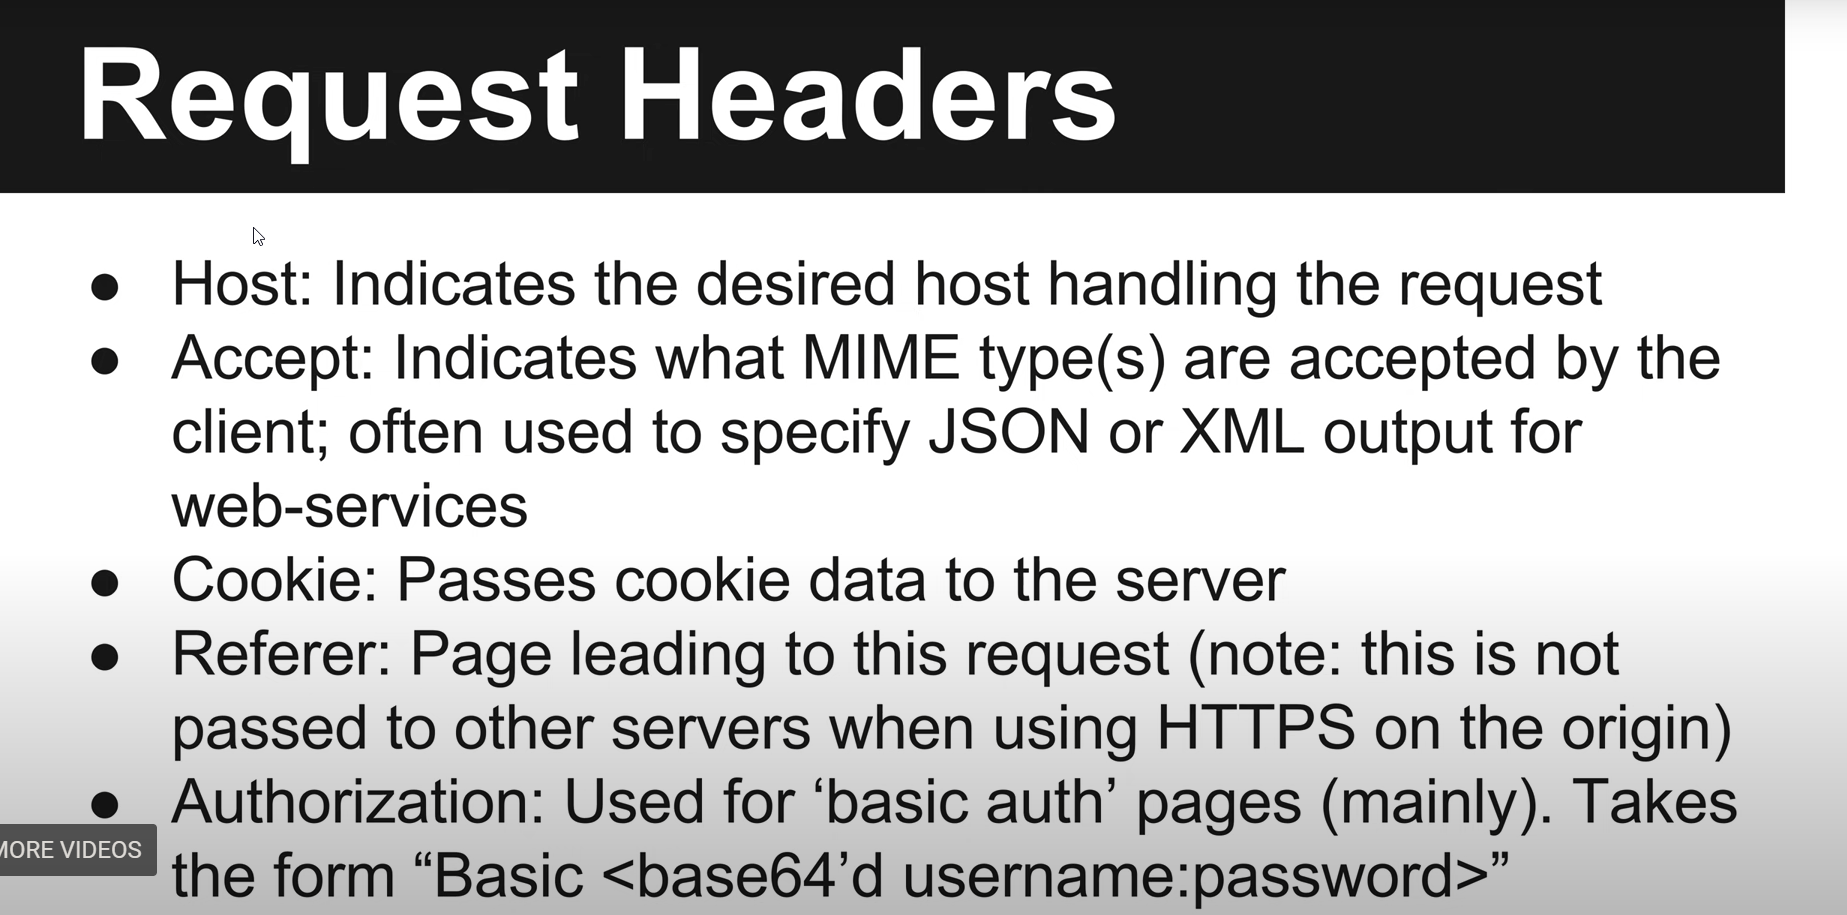 Request Headers
● Host: Indicates the desired host handling the request
● Accept: Indicates what MIME type(s) are accepted by the
client; often used to specify JSON or XML output for
web-services
● Cookie: Passes cookie data to the server
● Referer: Page leading to this request (note: this is not
passed to other servers when using HTTPS on the origin)
● Authorization: Used for ‘basic auth’ pages (mainly). Takes
the form “Basic <base64’d username:password>”
MORE VIDEOS